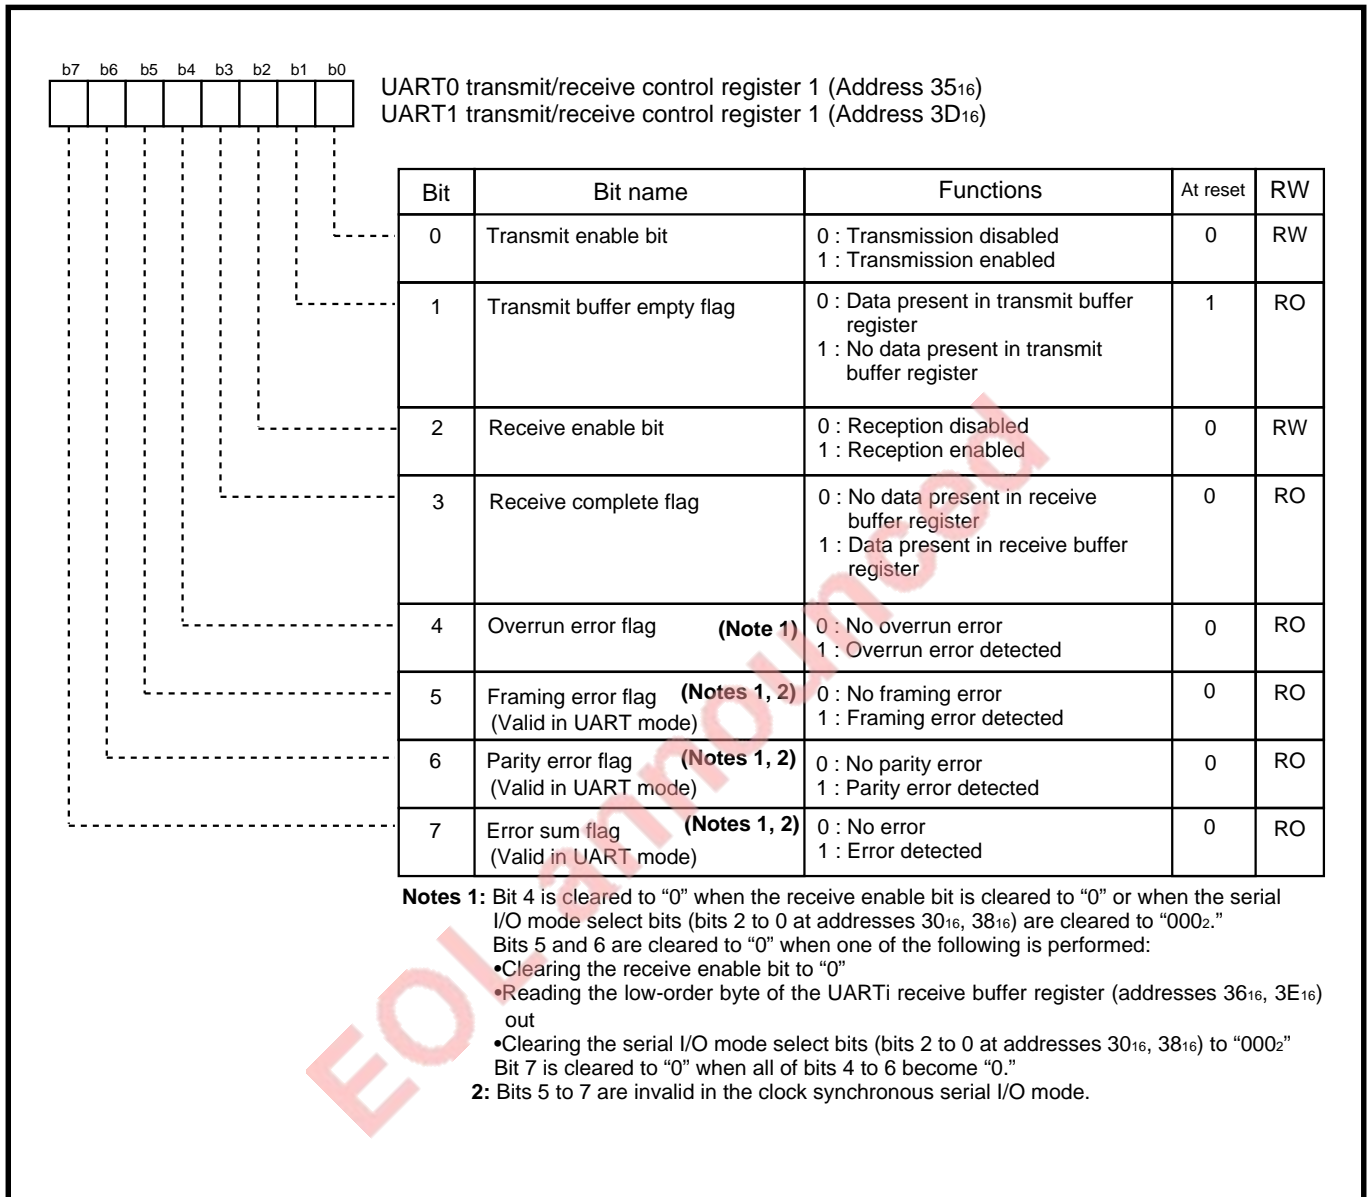 b7 b6 b5 b4 b3 b2 b1 b0
UART0 transmit/receive control register 1 (Address 3516)
UART1 transmit/receive control register 1 (Address 3D16)
Bit Bit name Functions At reset RW
0 Transmit enable bit 0 : Transmission disabled 0 RW
1 : Transmission enabled
1 Transmit buffer empty flag 0 : Data present in transmit buffer 1 RO
register
1 : No data present in transmit
buffer register
2 Receive enable bit 0 : Reception disabled 0 RW
1 : Reception enabled
3 Receive complete flag 0 : No data present in receive 0 RO
buffer register
1 : Data present in receive buffer
register
4 Overrun error flag (Note 1) 0 : No overrun error 0 RO
1 : Overrun error detected
5 Framing error flag (Notes 1, 2) 0 : No framing error 0 RO
(Valid in UART mode) 1 : Framing error detected
6 Parity error flag (Notes 1, 2) 0 : No parity error 0 RO
(Valid in UART mode) 1 : Parity error detected
7 Error sum flag (Notes 1, 2) 0 : No error 0 RO
(Valid in UART mode) 1 : Error detected
Notes 1: Bit 4 is cleared to “0” when the receive enable bit is cleared to “0” or when the serial
I/O mode select bits (bits 2 to 0 at addresses 3016, 3816) are cleared to “0002.”
Bits 5 and 6 are cleared to “0” when one of the following is performed:
•Clearing the receive enable bit to “0”
•Reading the low-order byte of the UARTi receive buffer register (addresses 3616, 3E16)
out
•Clearing the serial I/O mode select bits (bits 2 to 0 at addresses 3016, 3816) to “0002”
Bit 7 is cleared to “0” when all of bits 4 to 6 become “0.”
2: Bits 5 to 7 are invalid in the clock synchronous serial I/O mode.
EOL announced